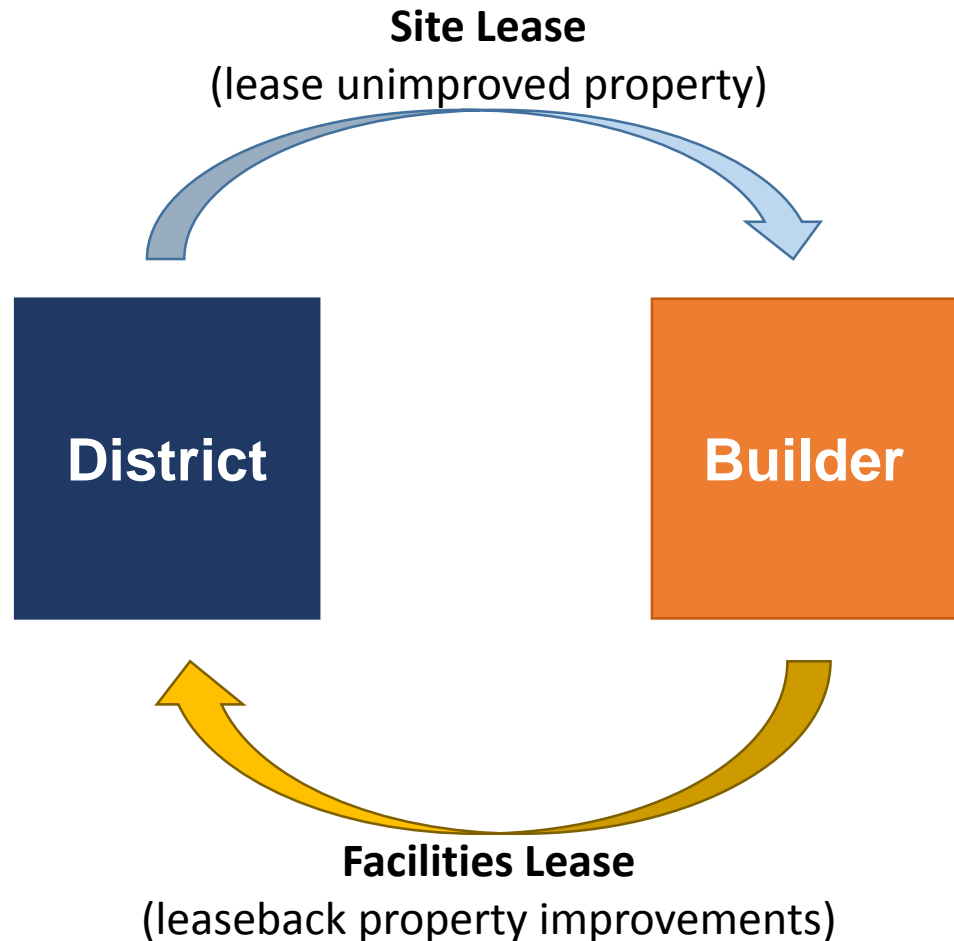 Site Lease
(lease unimproved property)
District
Builder
Facilities Lease
(leaseback property improvements)